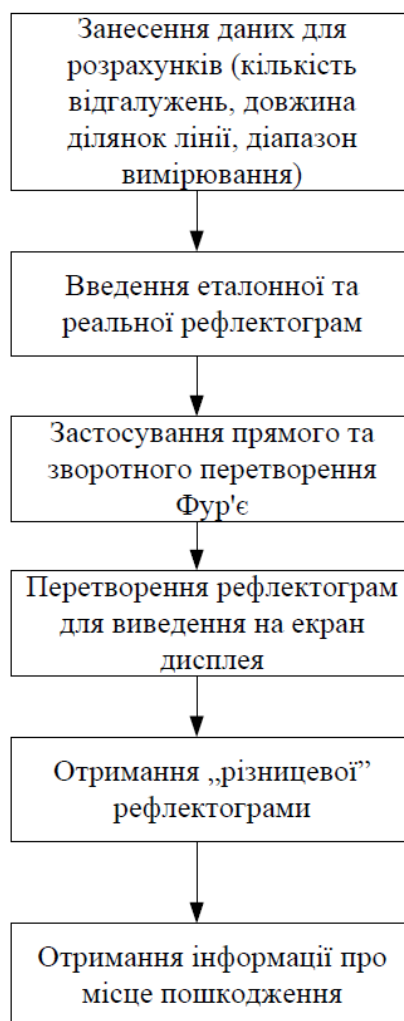 Занесення даних для
розрахунків (кількість
відгалужень, довжина
ділянок лінії, діапазон
вимірювання)
Введення еталонної та
реальної рефлектограм
Застосування прямого та
зворотного перетворення
Фур'є
Перетворення рефлектограм
для виведення на екран
дисплея
Отримання „різницевої”
рефлектограми
Отримання інформації про
місце пошкодження